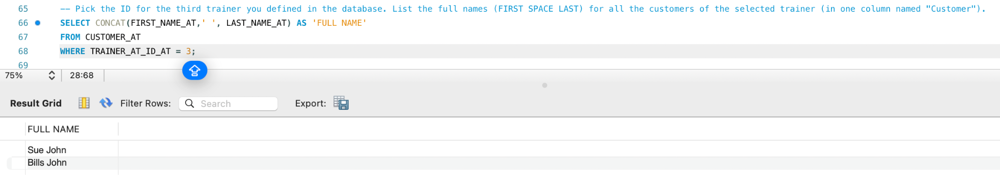 65 -- Pick the ID for the third trainer you defined in the database. List the full names (FIRST SPACE LAST) for all the customers of the selected trainer (in one column named "Customer").
66 SELECT CONCAT(FIRST_NAME_AT,' ', LAST_NAME_AT) AS 'FULL NAME'
67 FROM CUSTOMER_AT
68 WHERE TRAINER_AT_ID_AT = 3;
69
75% 28:68
Result Grid Filter Rows: Search Export:
FULL NAME
Sue John
Bills John